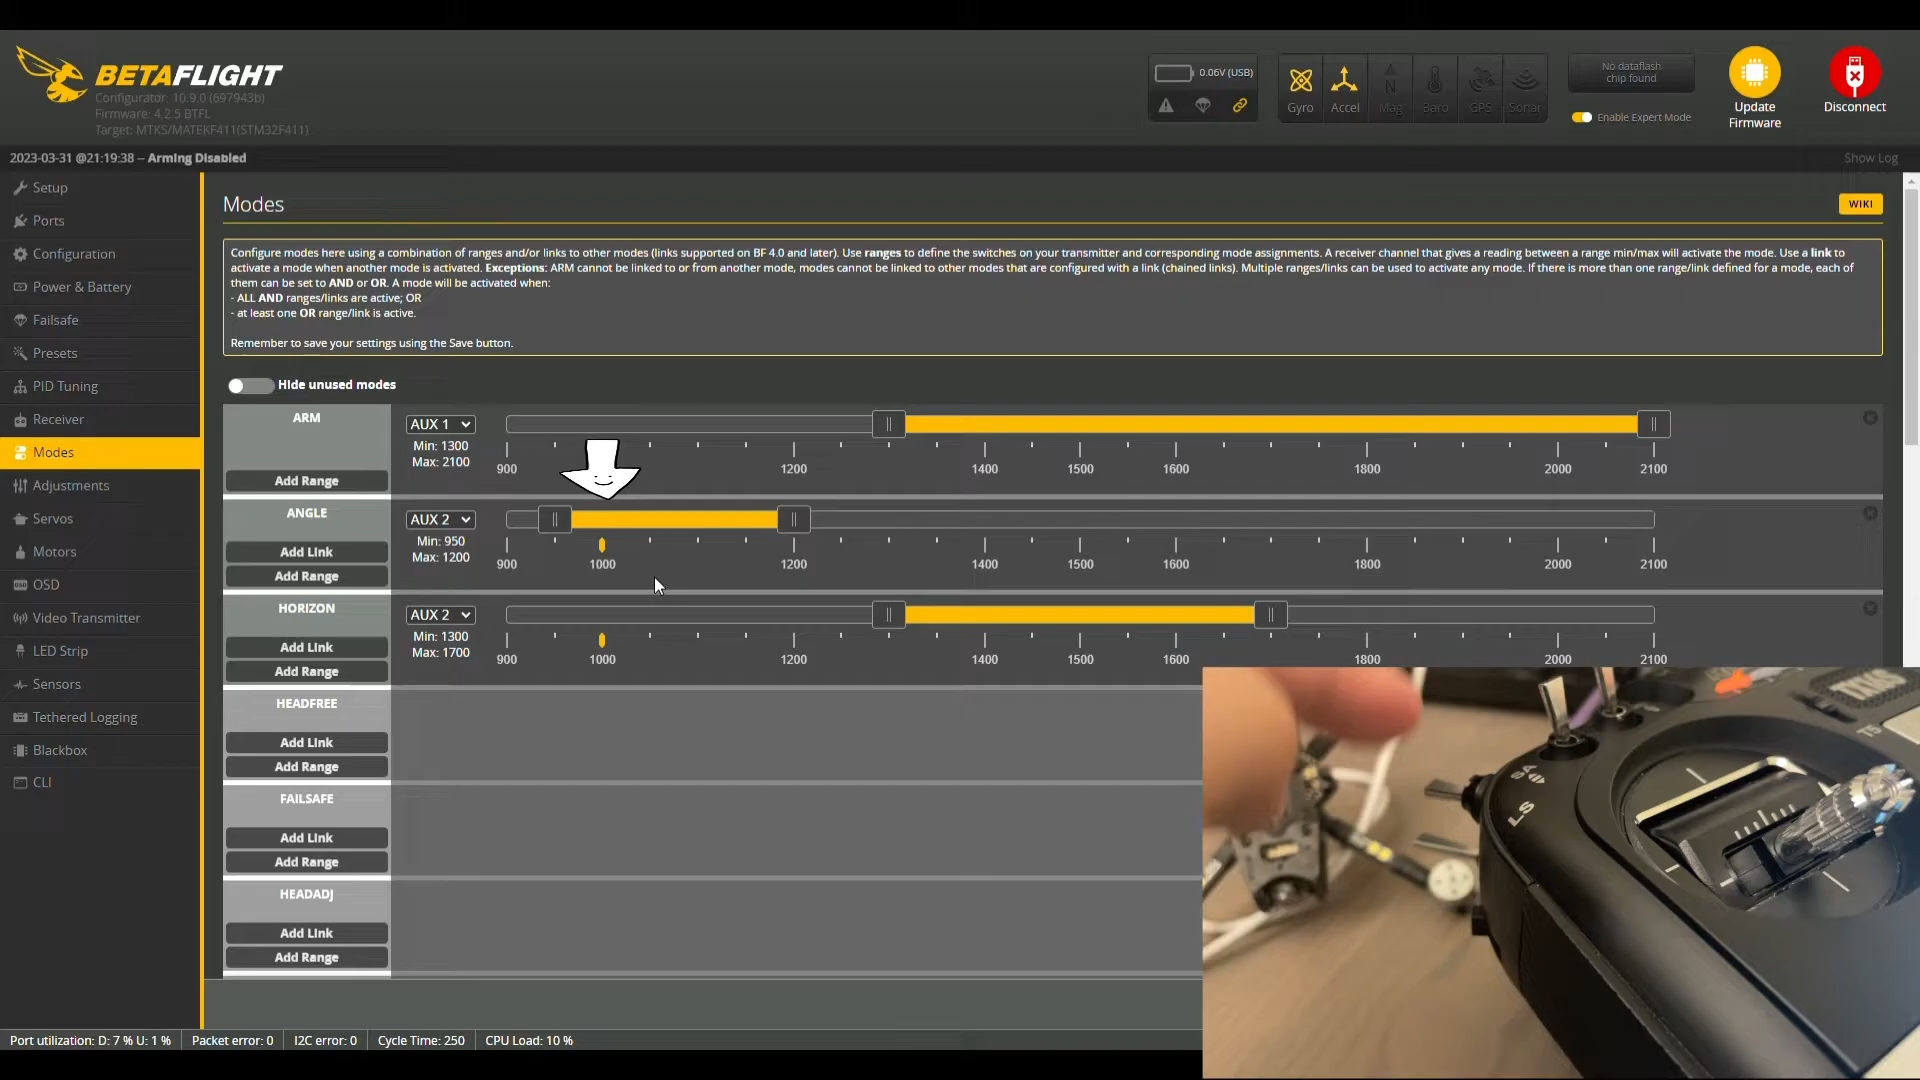 BETAFLIGHT
Configurator: 10.9.0 (697943b)
Firmware: 4.2.5 BTFL
Target: MTKS/MATEKF411(STM32F411)
0.06V (USB)
Gyro
Accel
Mag
Baro
GPS
Sonar
No dataflash
chip found
Enable Expert Mode
Update
Firmware
Disconnect
2023-03-31 @21:19:38 -- Arming Disabled
Show Log
Setup
Ports
Configuration
Power & Battery
Failsafe
Presets
PID Tuning
Receiver
Modes
Adjustments
Servos
Motors
OSD
Video Transmitter
LED Strip
Sensors
Tethered Logging
Blackbox
CLI
Modes
WIKI
Configure modes here using a combination of ranges and/or links to other modes (links supported on BF 4.0 and later). Use ranges to define the switches on your transmitter and corresponding mode assignments. A receiver channel that gives a reading between a range min/max will activate the mode. Use a link to
activate a mode when another mode is activated. Exceptions: ARM cannot be linked to or from another mode, modes cannot be linked to other modes that are configured with a link (chained links). Multiple ranges/links can be used to activate any mode. If there is more than one range/link defined for a mode, each of
them can be set to AND or OR. A mode will be activated when:
- ALL AND ranges/links are active; OR
- at least one OR range/link is active.
Remember to save your settings using the Save button.
Hide unused modes
ARM
Add Range
AUX 1
Min: 1300
Max: 2100
900 1200 1400 1500 1600 1800 2000 2100
ANGLE
Add Link
Add Range
AUX 2
Min: 950
Max: 1200
900 1000 1200 1400 1500 1600 1800 2000 2100
HORIZON
Add Link
Add Range
AUX 2
Min: 1300
Max: 1700
900 1000 1200 1400 1500 1600 1800 2000 2100
HEADFREE
Add Link
Add Range
FAILSAFE
Add Link
Add Range
HEADADJ
Add Link
Add Range
SA
LS
T5
Port utilization: D: 7 % U: 1 %
Packet error: 0
I2C error: 0
Cycle Time: 250
CPU Load: 10 %